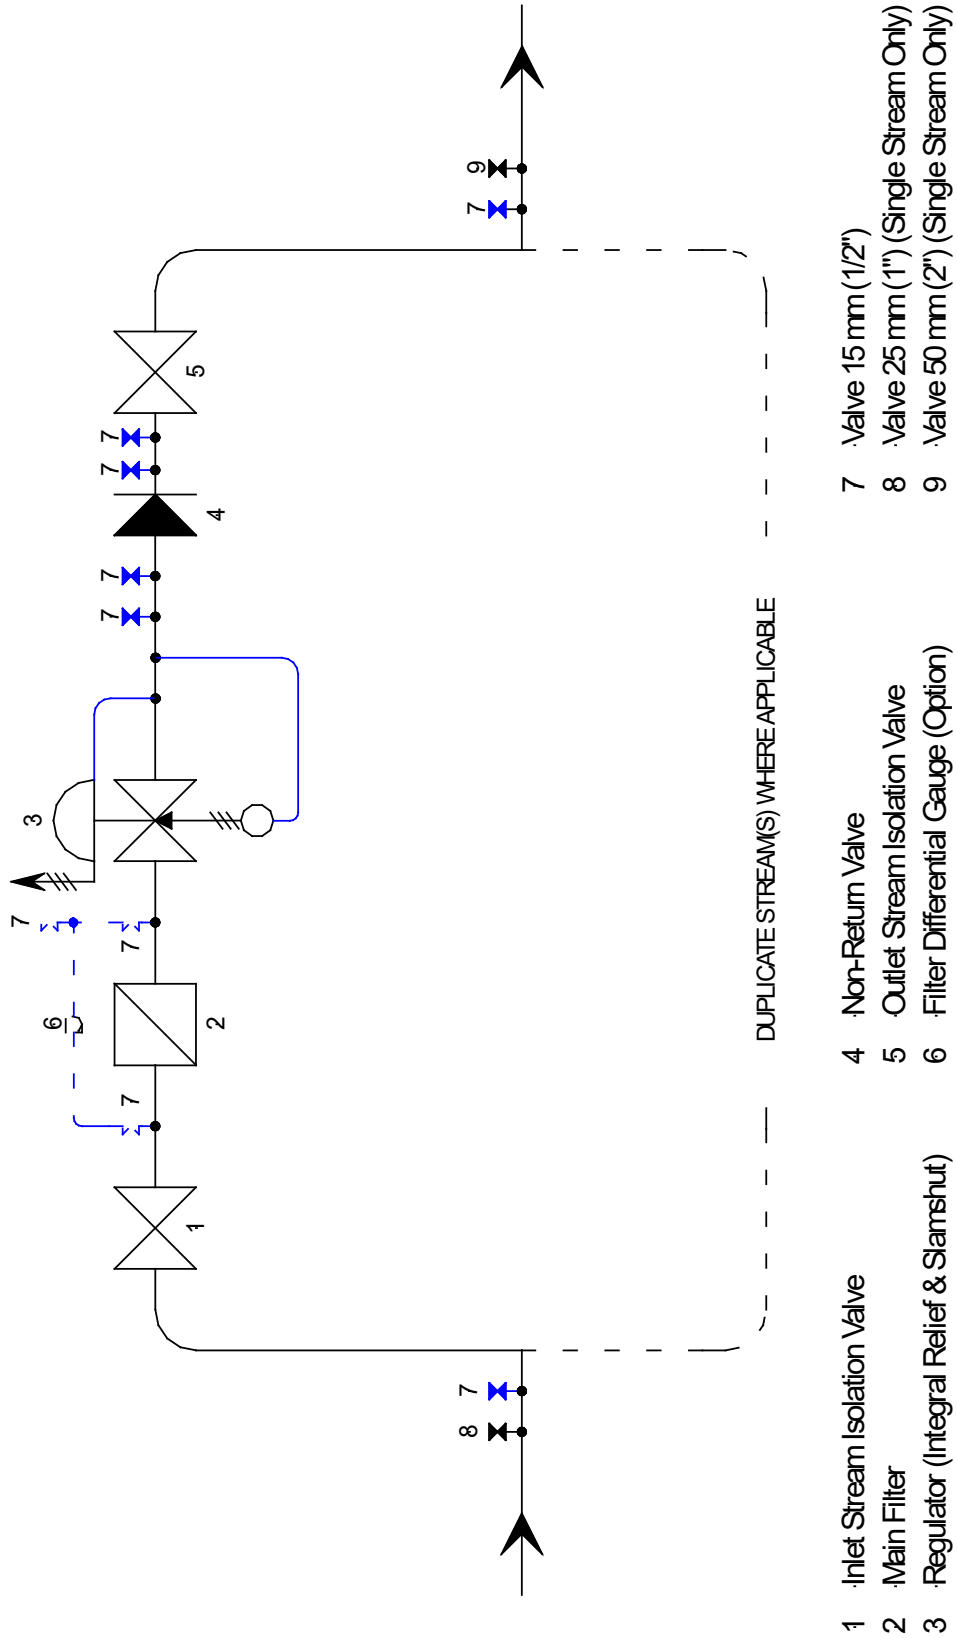 3
7
6
7
7
2
1
7
7
4
7
7
5
8
7
7
9
DUPLICATE STREAM(S) WHERE APPLICABLE
1 Inlet Stream Isolation Valve
2 Main Filter
3 Regulator (Integral Relief & Slamshut)
4 Non-Return Valve
5 Outlet Stream Isolation Valve
6 Filter Differential Gauge (Option)
7 Valve 15 mm (1/2")
8 Valve 25 mm (1") (Single Stream Only)
9 Valve 50 mm (2") (Single Stream Only)